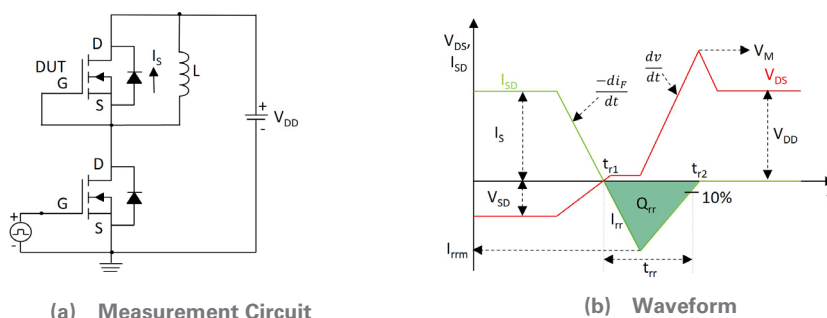 D
DUT
G
S
I_S
L
D
G
S
+
-
+
-
V_DD
(a) Measurement Circuit
V_DS,
I_SD
I_SD
-di_F
dt
dv
dt
V_M
V_DS
I_S
V_DD
t_r1
t_r2
V_SD
Q_rr
10%
I_rr
I_rrm
t_rr
(b) Waveform